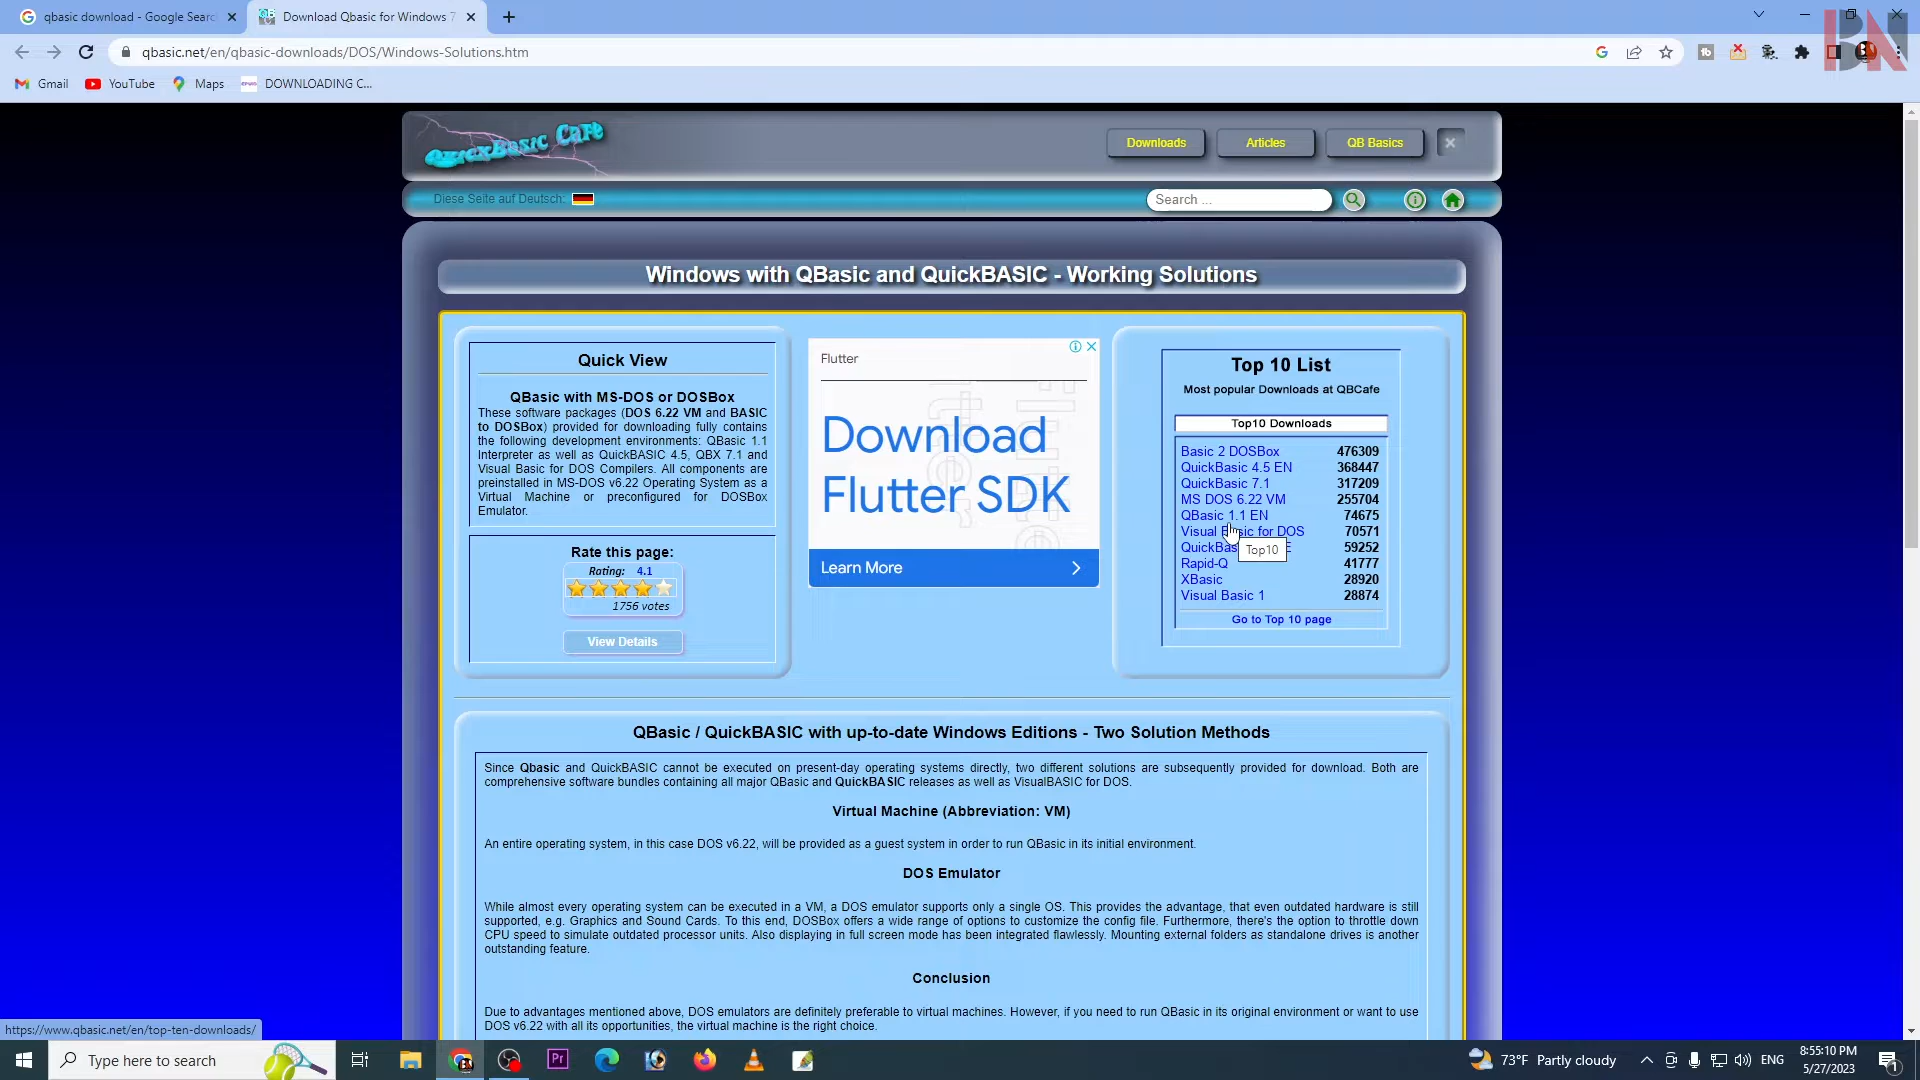 qbasic download - Google Searc
Download Qbasic for Windows 7
qbasic.net/en/qbasic-downloads/DOS/Windows-Solutions.htm
BN
Gmail
YouTube
Maps
DOWNLOADING C...
QuickBasic Cafe
Downloads
Articles
QB Basics
Diese Seite auf Deutsch:
Search ...
Windows with QBasic and QuickBASIC - Working Solutions
Quick View
QBasic with MS-DOS or DOSBox
These software packages (DOS 6.22 VM and BASIC
to DOSBox) provided for downloading fully contains
the following development environments: QBasic 1.1
Interpreter as well as QuickBASIC 4.5, QBX 7.1 and
Visual Basic for DOS Compilers. All components are
preinstalled in MS-DOS v6.22 Operating System as a
Virtual Machine or preconfigured for DOSBox
Emulator.
Rate this page:
Rating: 4.1
1756 votes
View Details
Flutter
Download
Flutter SDK
Learn More
Top 10 List
Most popular Downloads at QBCafe
Top10 Downloads
Basic 2 DOSBox 476309
QuickBasic 4.5 EN 368447
QuickBasic 7.1 317209
MS DOS 6.22 VM 255704
QBasic 1.1 EN 74675
Visual Basic for DOS 70571
QuickBas E 59252
Top10
Rapid-Q 41777
XBasic 28920
Visual Basic 1 28874
Go to Top 10 page
QBasic / QuickBASIC with up-to-date Windows Editions - Two Solution Methods
Since Qbasic and QuickBASIC cannot be executed on present-day operating systems directly, two different solutions are subsequently provided for download. Both are
comprehensive software bundles containing all major QBasic and QuickBASIC releases as well as VisualBASIC for DOS.
Virtual Machine (Abbreviation: VM)
An entire operating system, in this case DOS v6.22, will be provided as a guest system in order to run QBasic in its initial environment.
DOS Emulator
While almost every operating system can be executed in a VM, a DOS emulator supports only a single OS. This provides the advantage, that even outdated hardware is still
supported, e.g. Graphics and Sound Cards. To this end, DOSBox offers a wide range of options to customize the config file. Furthermore, there's the option to throttle down
CPU speed to simulate outdated processor units. Also displaying in full screen mode has been integrated flawlessly. Mounting external folders as standalone drives is another
outstanding feature.
Conclusion
Due to advantages mentioned above, DOS emulators are definitely preferable to virtual machines. However, if you need to run QBasic in its original environment or want to use
DOS v6.22 with all its opportunities, the virtual machine is the right choice.
https://www.qbasic.net/en/top-ten-downloads/
Type here to search
Pr
73°F Partly cloudy
ENG
8:55:10 PM
5/27/2023
1